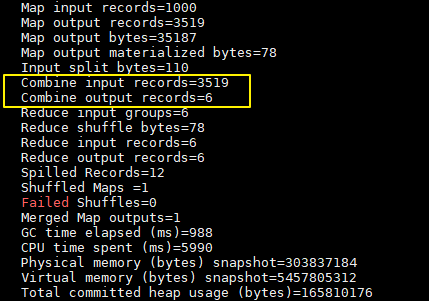 Map input records=1000
Map output records=3519
Map output bytes=35187
Map output materialized bytes=78
Input split bytes=110
Combine input records=3519
Combine output records=6
Reduce input groups=6
Reduce shuffle bytes=78
Reduce input records=6
Reduce output records=6
Spilled Records=12
Shuffled Maps =1
Failed Shuffles=0
Merged Map outputs=1
GC time elapsed (ms)=988
CPU time spent (ms)=5990
Physical memory (bytes) snapshot=303837184
Virtual memory (bytes) snapshot=5457805312
Total committed heap usage (bytes)=165810176